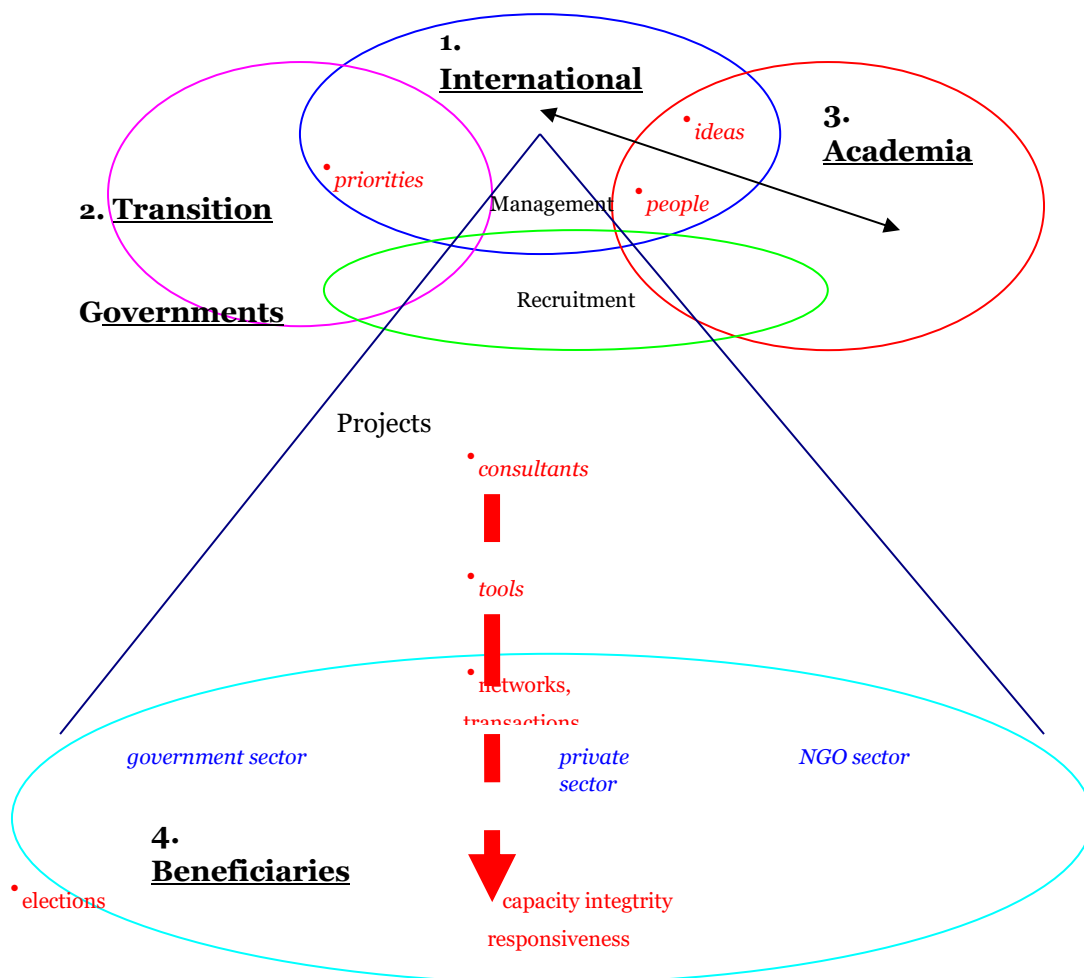 1.
International
3.
Academia
• ideas
• priorities
• people
Management
2. Transition
Recruitment
Governments
Projects
• consultants
• tools
• networks,
transactions
government sector
private
sector
NGO sector
4.
Beneficiaries
• elections
capacity integtrity
responsiveness